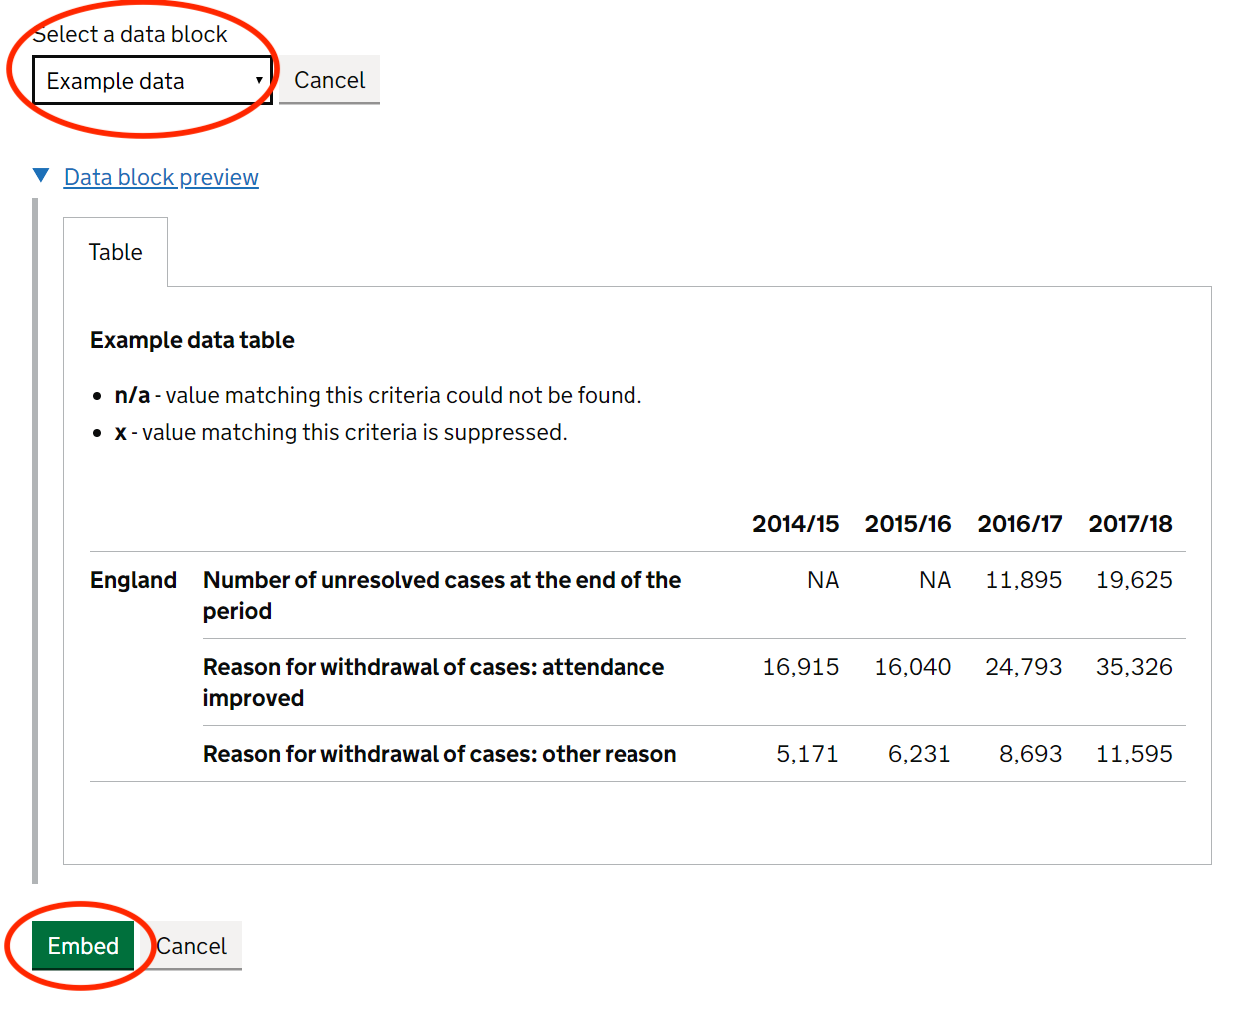 Select a data block
Example data
Cancel
Data block preview
Table
Example data table
n/a - value matching this criteria could not be found.
x - value matching this criteria is suppressed.
2014/15 2015/16 2016/17 2017/18
England Number of unresolved cases at the end of the NA NA 11,895 19,625
period
Reason for withdrawal of cases: attendance 16,915 16,040 24,793 35,326
improved
Reason for withdrawal of cases: other reason 5,171 6,231 8,693 11,595
Embed Cancel